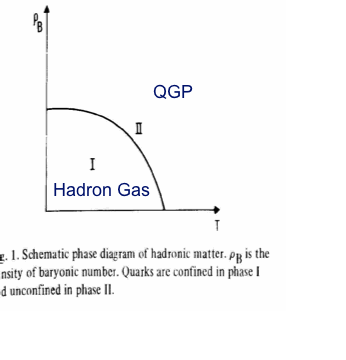 ρB
QGP
II
I
Hadron Gas
T
g. 1. Schematic phase diagram of hadronic matter. ρB is the
nsity of baryonic number. Quarks are confined in phase I
d unconfined in phase II.